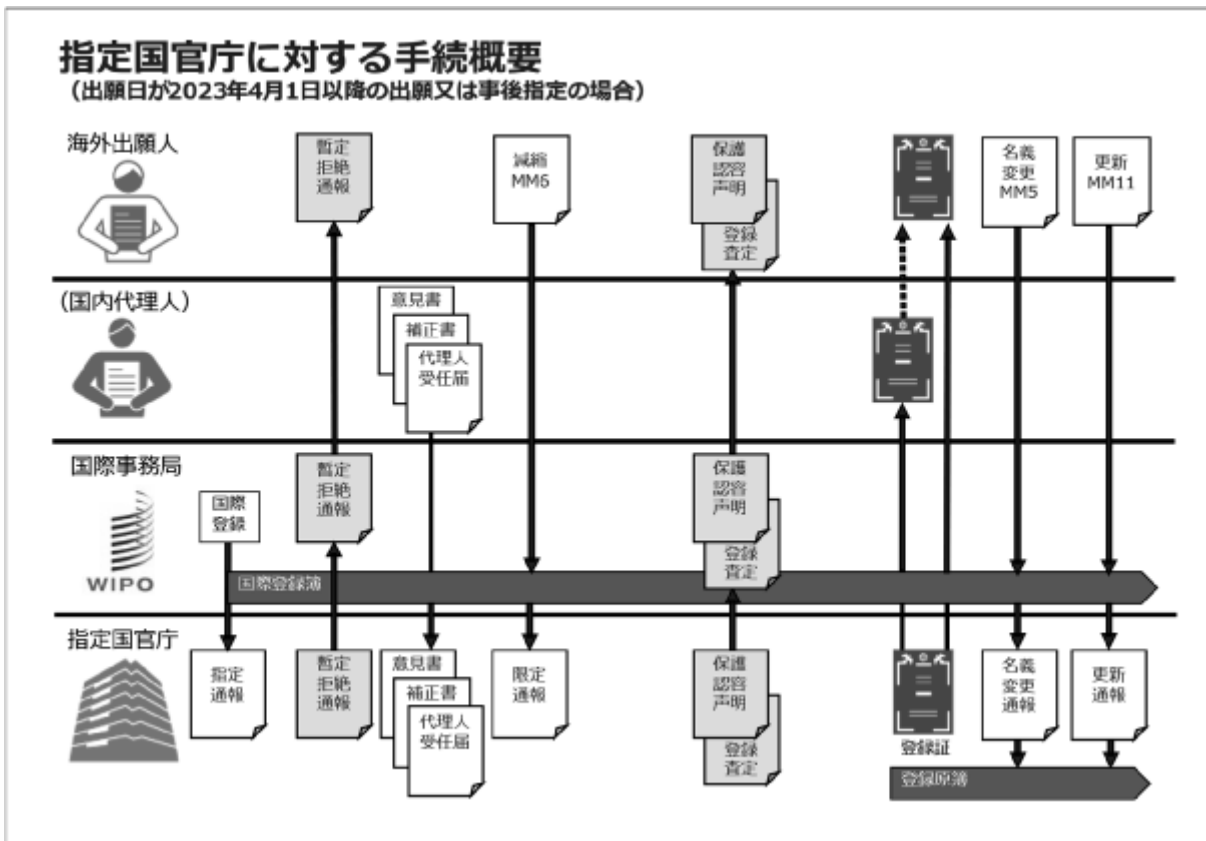 指定国官庁に対する手続概要
（出願日が2023年4月1日以降の出願又は事後指定の場合）
海外出願人
暫定
拒絶
通報
減縮
MM6
保護
認容
声明
登録
査定
名義
変更
MM5
更新
MM11
（国内代理人）
意見書
補正書
代理人
受任届
国際事務局
WIPO
国際
登録
暫定
拒絶
通報
保護
認容
声明
登録
査定
国際登録簿
指定国官庁
指定
通報
暫定
拒絶
通報
意見書
補正書
代理人
受任届
限定
通報
保護
認容
声明
登録
査定
登録証
名義
変更
通報
更新
通報
登録原簿